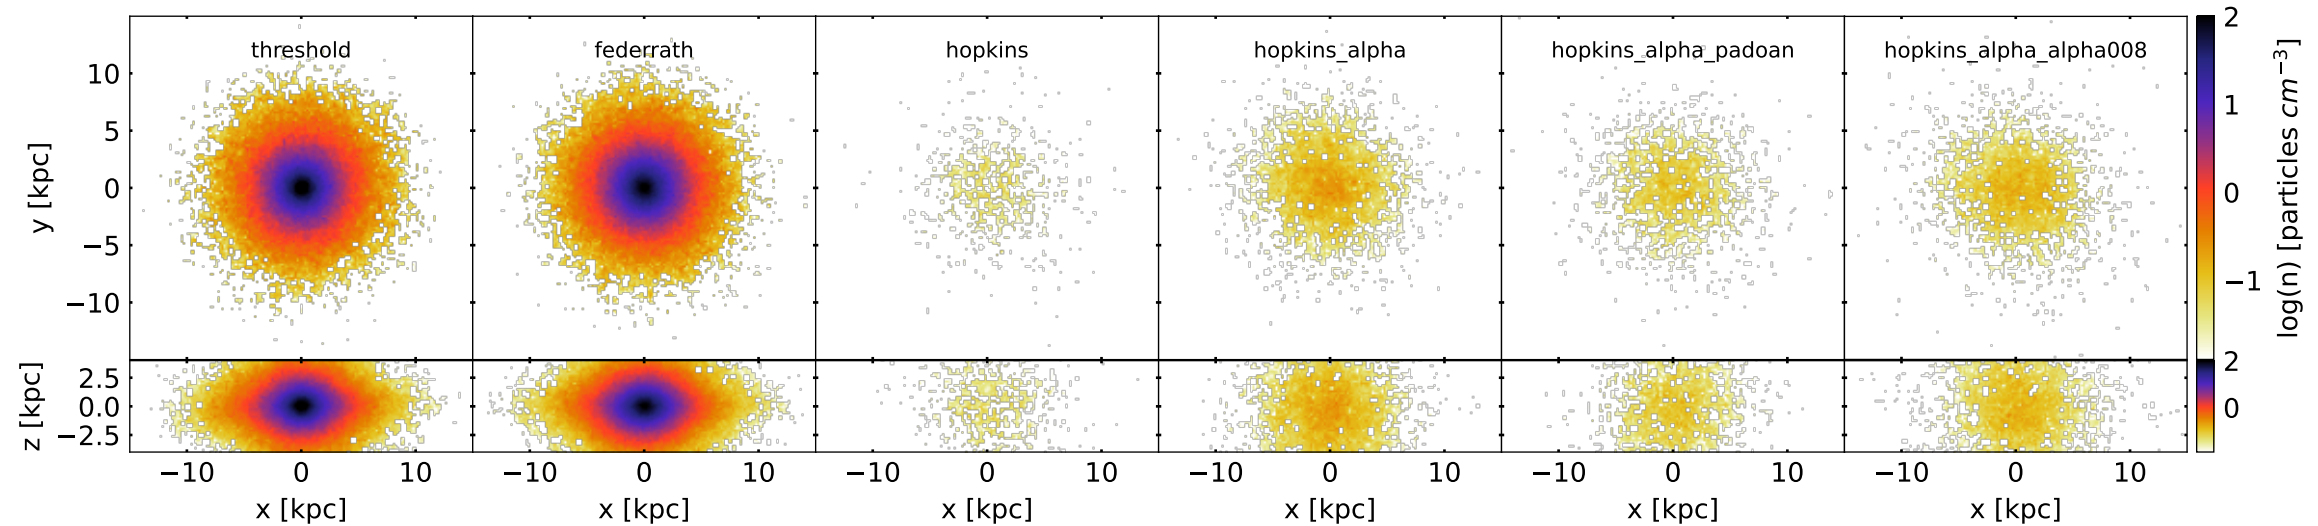 threshold
federrath
hopkins
hopkins_alpha
hopkins_alpha_padoan
hopkins_alpha_alpha008
y [kpc]
10
5
0
−5
−10
2
1
0
−1
log(n) [particles cm⁻³]
z [kpc]
2.5
0.0
−2.5
2
0
−10 0 10 −10 0 10 −10 0 10 −10 0 10 −10 0 10 −10 0 10
x [kpc] x [kpc] x [kpc] x [kpc] x [kpc] x [kpc]